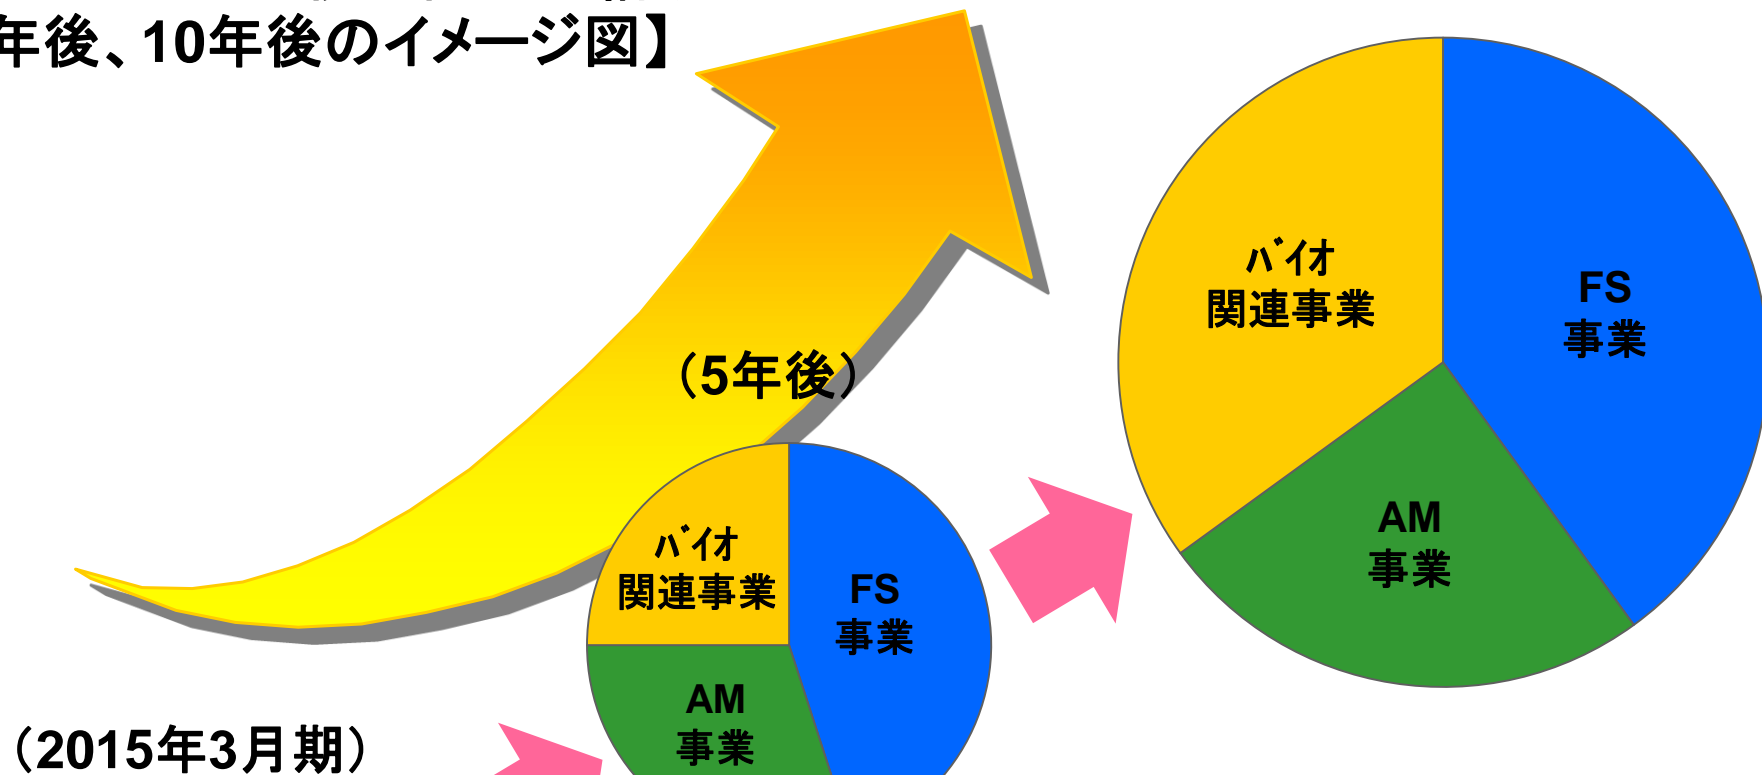 年後、10年後のイメージ図】
ﾊﾞｲｵ
関連事業
FS
事業
AM
事業
（5年後）
ﾊﾞｲｵ
関連事業
FS
事業
AM
事業
（2015年3月期）